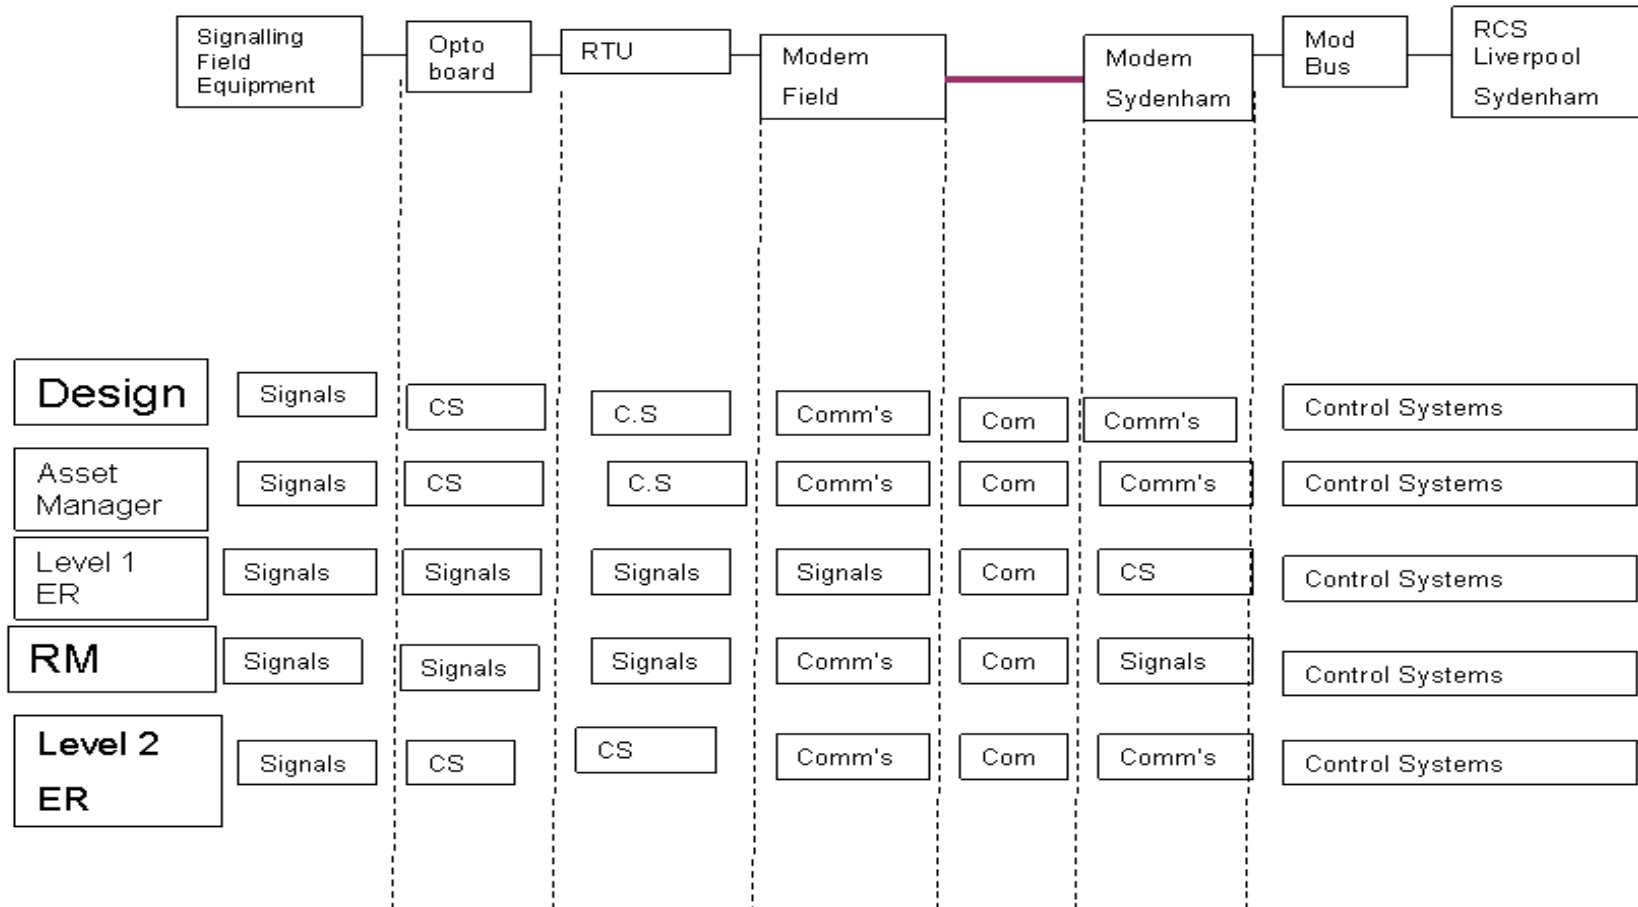 Signalling
Field
Equipment
Opto
board
RTU
Modem
Field
Modem
Sydenham
Mod
Bus
RCS
Liverpool
Sydenham
Design
Signals
CS
C.S
Comm's
Com
Comm's
Control Systems
Asset
Manager
Signals
CS
C.S
Comm's
Com
Comm's
Control Systems
Level 1
ER
Signals
Signals
Signals
Signals
Com
CS
Control Systems
RM
Signals
Signals
Signals
Comm's
Com
Signals
Control Systems
Level 2
ER
Signals
CS
CS
Comm's
Com
Comm's
Control Systems